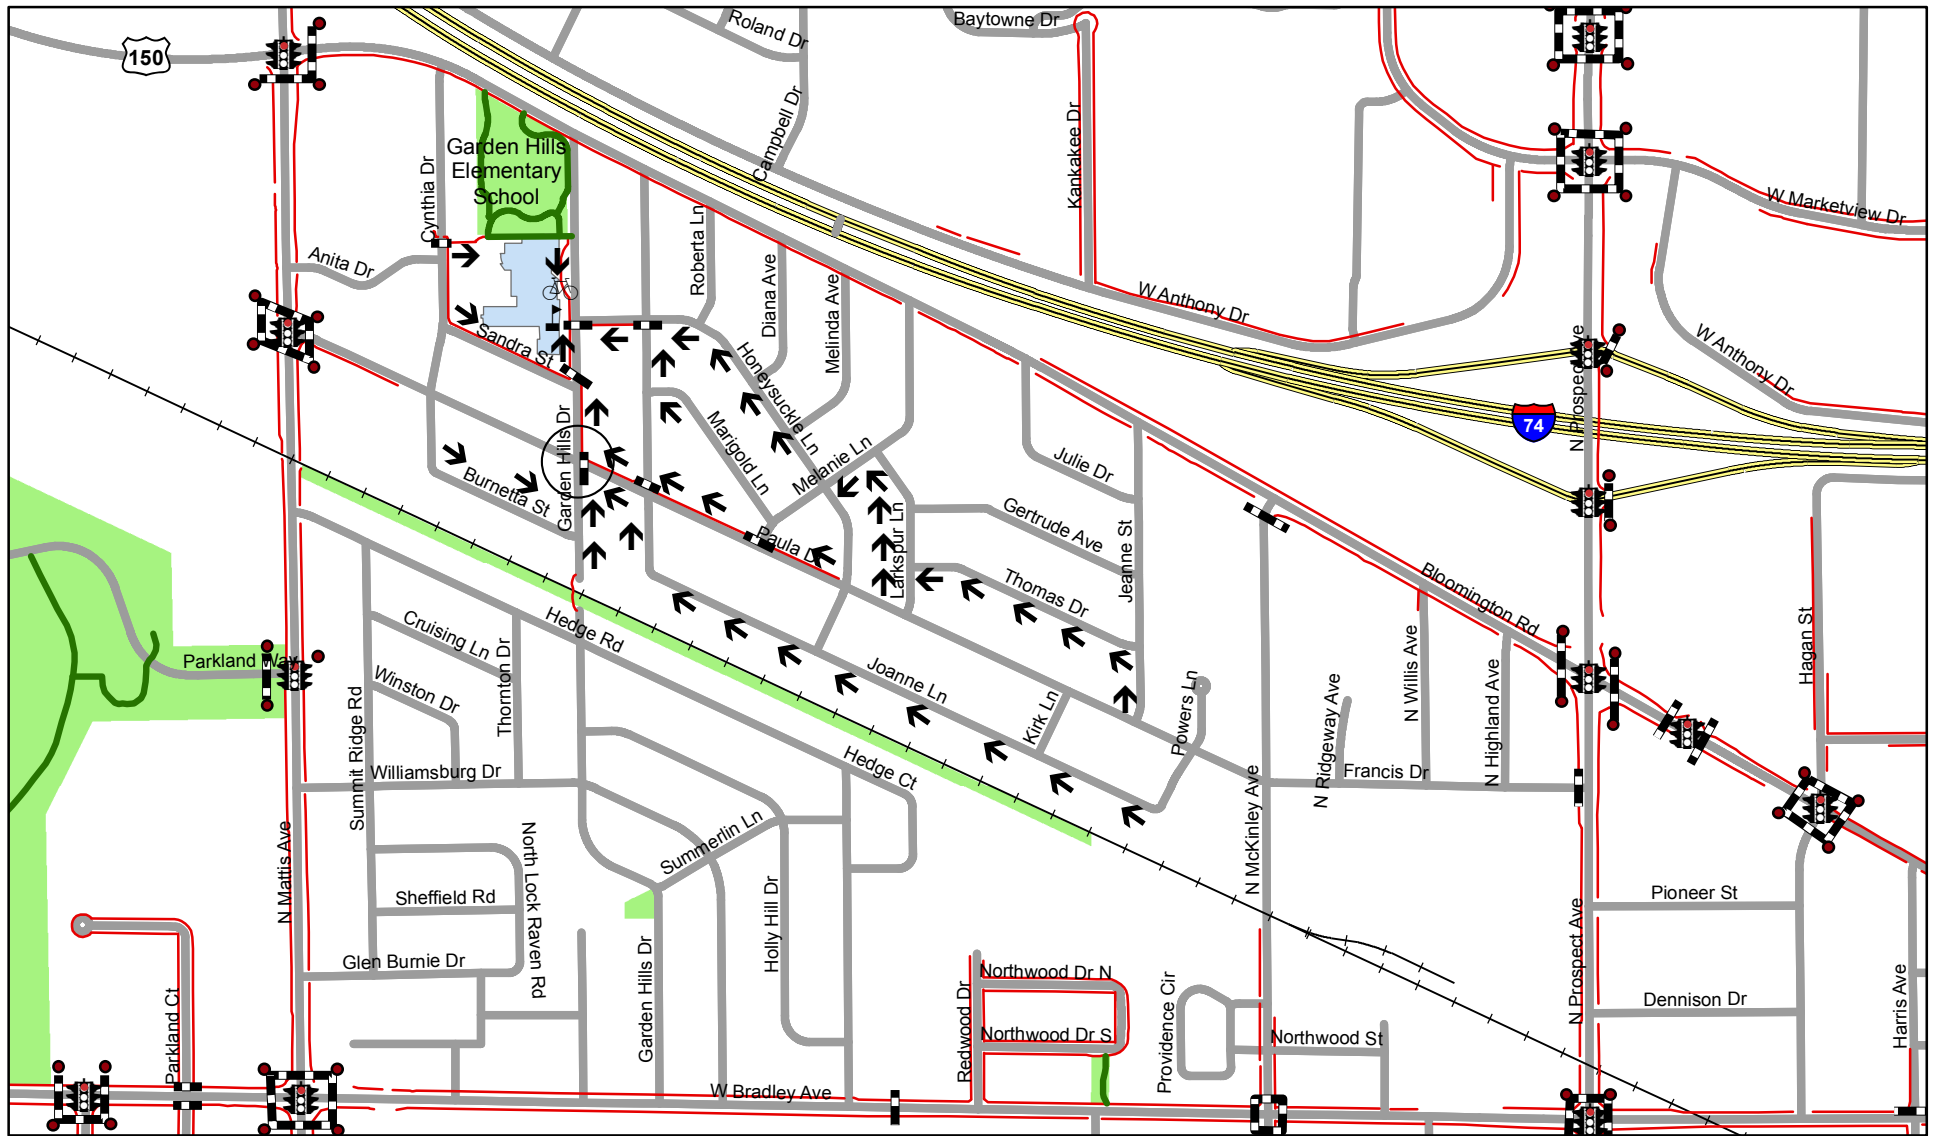 Roland Dr
Baytowne Dr
150
Campbell Dr
Kankakee Dr
Garden Hills
Elementary
School
Cynthia Dr
W Marketview Dr
Anita Dr
Roberta Ln
Diana Ave
Melinda Ave
W Anthony Dr
W Anthony Dr
N Prospect Ave
Sandra St
Honeysuckle Ln
74
Garden Hills Dr
Marigold Ln
Melanie Ln
Julie Dr
Burnetta St
Paula Dr
Larkspur Ln
Gertrude Ave
Jeanne St
Thomas Dr
Bloomington Rd
Hedge Rd
Cruising Ln
Thornton Dr
Winston Dr
Parkland Way
Summit Ridge Rd
Joanne Ln
Kirk Ln
Powers Ln
N Ridgeway Ave
N Willis Ave
N Highland Ave
Hagan St
Williamsburg Dr
Hedge Ct
Francis Dr
N McKinley Ave
N Mattis Ave
Summerlin Ln
North Lock Raven Rd
Sheffield Rd
Holly Hill Dr
Pioneer St
Glen Burnie Dr
Garden Hills Dr
Northwood Dr N
Redwood Dr
Northwood Dr S
Providence Cir
Northwood St
N Prospect Ave
Dennison Dr
Harris Ave
Parkland Ct
W Bradley Ave